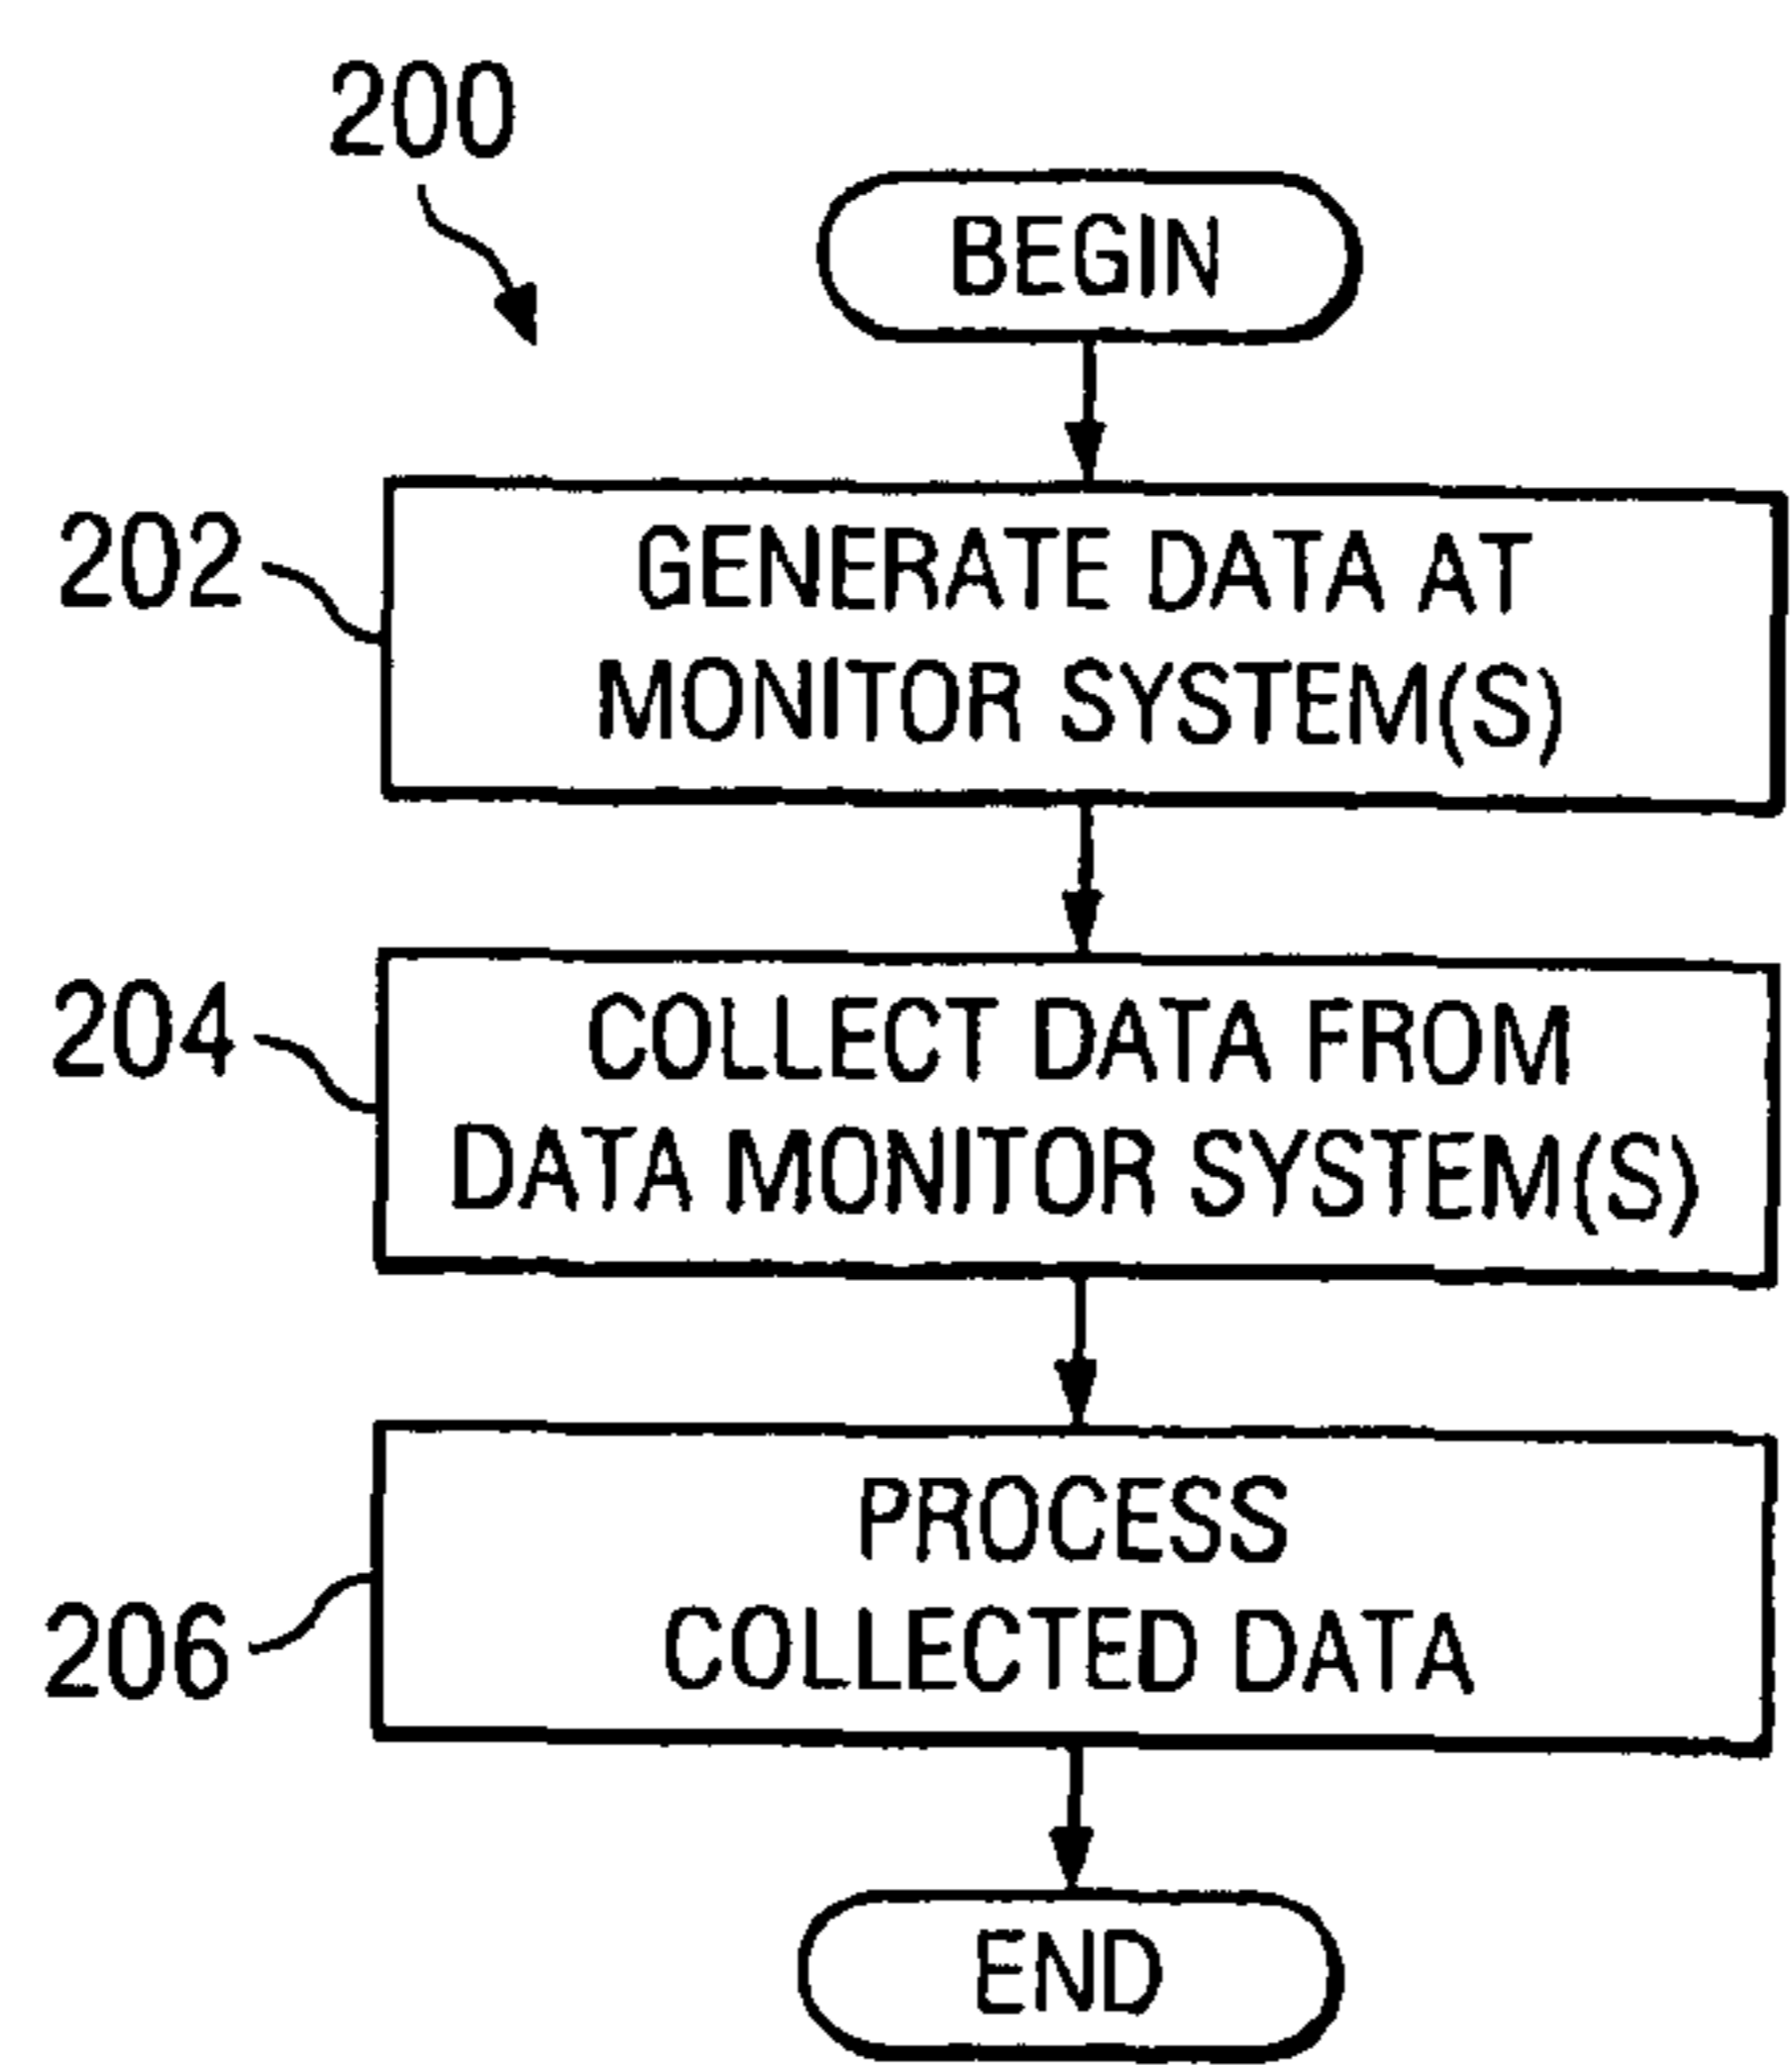 200
BEGIN
202
GENERATE DATA AT
MONITOR SYSTEM(S)
204
COLLECT DATA FROM
DATA MONITOR SYSTEM(S)
206
PROCESS
COLLECTED DATA
END